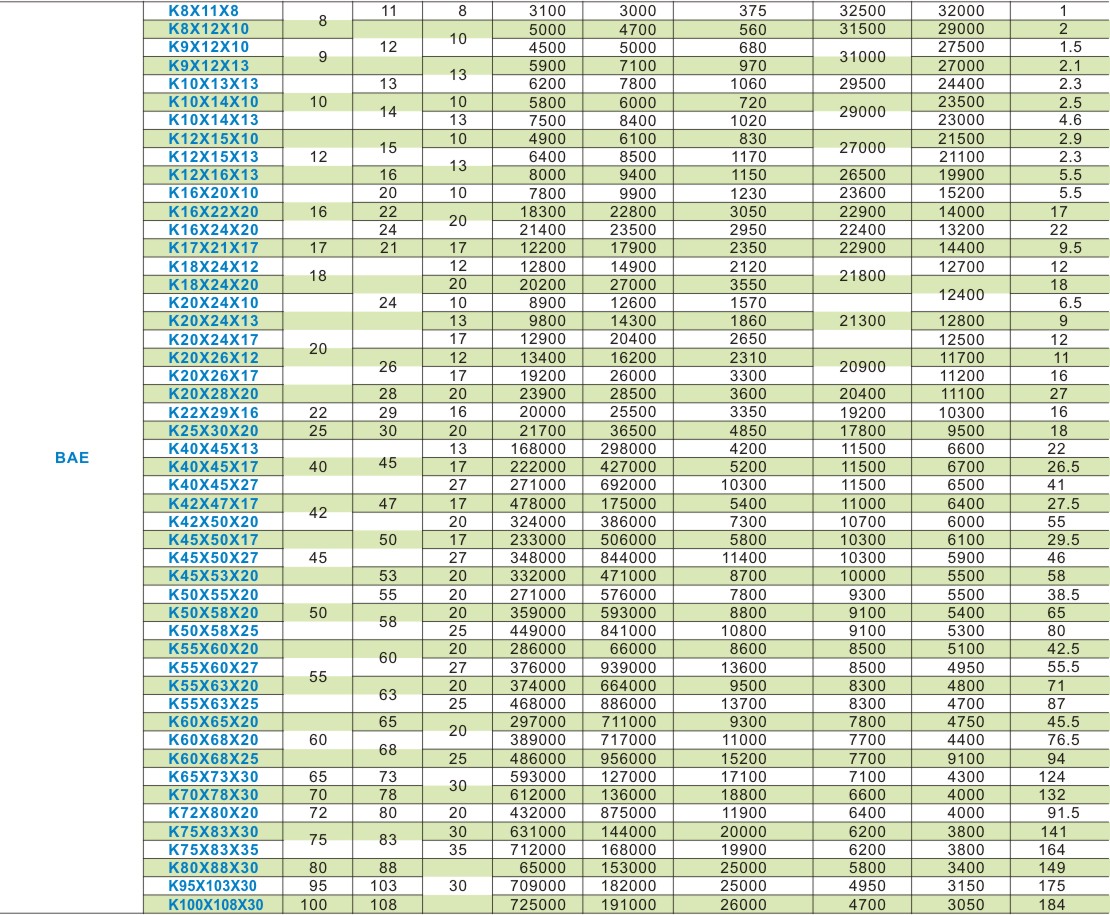 K8X11X8 8 11 8 3100 3000 375 32500 32000 1
K8X12X10 12 10 5000 4700 560 31500 29000 2
K9X12X10 9 4500 5000 680 31000 27500 1.5
K9X12X13 13 5900 7100 970 27000 2.1
K10X13X13 10 13 6200 7800 1060 29500 24400 2.3
K10X14X10 14 10 5800 6000 720 29000 23500 2.5
K10X14X13 13 7500 8400 1020 23000 4.6
K12X15X10 12 15 10 4900 6100 830 27000 21500 2.9
K12X15X13 13 6400 8500 1170 21100 2.3
K12X16X13 16 8000 9400 1150 26500 19900 5.5
K16X20X10 16 20 10 7800 9900 1230 23600 15200 5.5
K16X22X20 22 20 18300 22800 3050 22900 14000 17
K16X24X20 24 21400 23500 2950 22400 13200 22
K17X21X17 17 21 17 12200 17900 2350 22900 14400 9.5
K18X24X12 18 24 12 12800 14900 2120 21800 12700 12
K18X24X20 20 20200 27000 3550 12400 18
K20X24X10 20 10 8900 12600 1570 21300 6.5
K20X24X13 13 9800 14300 1860 12800 9
K20X24X17 17 12900 20400 2650 12500 12
K20X26X12 26 12 13400 16200 2310 20900 11700 11
K20X26X17 17 19200 26000 3300 11200 16
K20X28X20 28 20 23900 28500 3600 20400 11100 27
K22X29X16 22 29 16 20000 25500 3350 19200 10300 16
K25X30X20 25 30 20 21700 36500 4850 17800 9500 18
BAE K40X45X13 40 45 13 168000 298000 4200 11500 6600 22
K40X45X17 17 222000 427000 5200 11500 6700 26.5
K40X45X27 27 271000 692000 10300 11500 6500 41
K42X47X17 42 47 17 478000 175000 5400 11000 6400 27.5
K42X50X20 50 20 324000 386000 7300 10700 6000 55
K45X50X17 45 17 233000 506000 5800 10300 6100 29.5
K45X50X27 27 348000 844000 11400 10300 5900 46
K45X53X20 53 20 332000 471000 8700 10000 5500 58
K50X55X20 50 55 20 271000 576000 7800 9300 5500 38.5
K50X58X20 58 20 359000 593000 8800 9100 5400 65
K50X58X25 25 449000 841000 10800 9100 5300 80
K55X60X20 55 60 20 286000 66000 8600 8500 5100 42.5
K55X60X27 27 376000 939000 13600 8500 4950 55.5
K55X63X20 63 20 374000 664000 9500 8300 4800 71
K55X63X25 25 468000 886000 13700 8300 4700 87
K60X65X20 60 65 20 297000 711000 9300 7800 4750 45.5
K60X68X20 68 389000 717000 11000 7700 4400 76.5
K60X68X25 25 486000 956000 15200 7700 9100 94
K65X73X30 65 73 30 593000 127000 17100 7100 4300 124
K70X78X30 70 78 612000 136000 18800 6600 4000 132
K72X80X20 72 80 20 432000 875000 11900 6400 4000 91.5
K75X83X30 75 83 30 631000 144000 20000 6200 3800 141
K75X83X35 35 712000 168000 19900 6200 3800 164
K80X88X30 80 88 30 65000 153000 25000 5800 3400 149
K95X103X30 95 103 709000 182000 25000 4950 3150 175
K100X108X30 100 108 725000 191000 26000 4700 3050 184